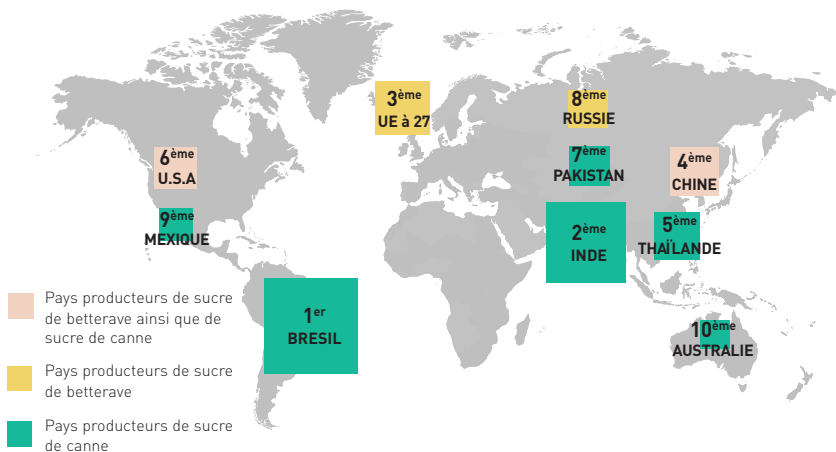 3ème
UE à 27
8ème
RUSSIE
6ème
U.S.A
7ème
PAKISTAN
4ème
CHINE
9ème
MEXIQUE
2ème
INDE
5ème
THAÏLANDE
1er
BRESIL
10ème
AUSTRALIE
Pays producteurs de sucre
de betterave ainsi que de
sucre de canne
Pays producteurs de sucre
de betterave
Pays producteurs de sucre
de canne